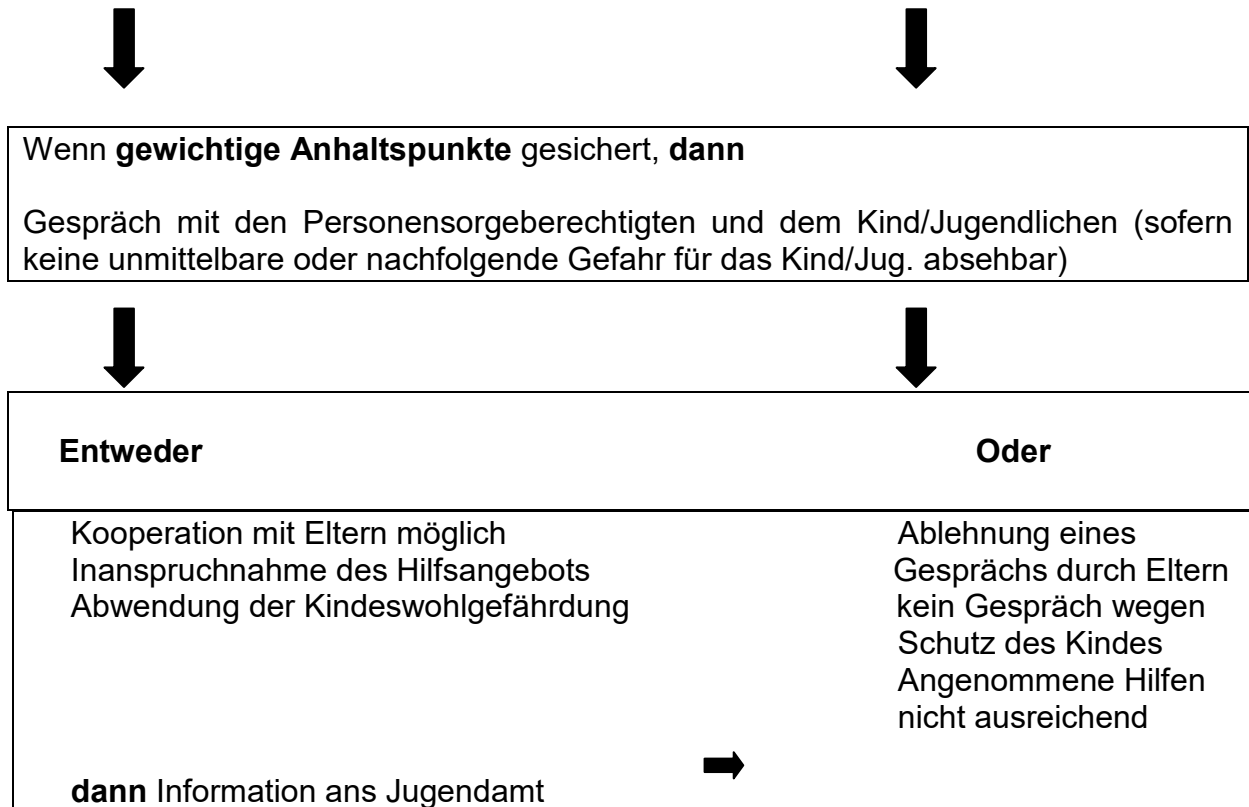 Wenn gewichtige Anhaltspunkte gesichert, dann
Gespräch mit den Personensorgeberechtigten und dem Kind/Jugendlichen (sofern
keine unmittelbare oder nachfolgende Gefahr für das Kind/Jug. absehbar)
Entweder
Oder
Kooperation mit Eltern möglich
Inanspruchnahme des Hilfsangebots
Abwendung der Kindeswohlgefährdung
Ablehnung eines
Gesprächs durch Eltern
kein Gespräch wegen
Schutz des Kindes
Angenommene Hilfen
nicht ausreichend
dann Information ans Jugendamt